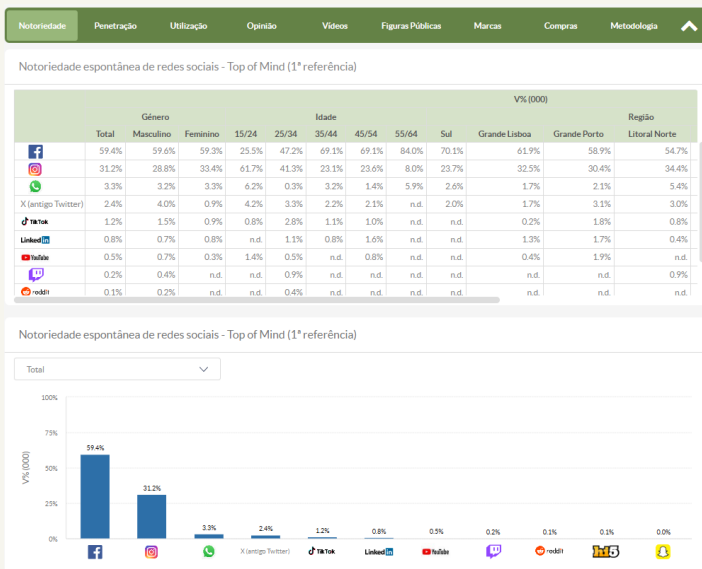 Notoriedade Penetração Utilização Opinião Vídeos Figuras Públicas Marcas Compras Metodologia
Notoriedade espontânea de redes sociais - Top of Mind (1ª referência)
V% (000)
Género Idade Região
Total Masculino Feminino 15/24 25/34 35/44 45/54 55/64 Sul Grande Lisboa Grande Porto Litoral Norte
59.4% 59.6% 59.3% 25.5% 47.2% 69.1% 69.1% 84.0% 70.1% 61.9% 58.9% 54.7%
31.2% 28.8% 33.4% 61.7% 41.3% 23.1% 23.6% 8.0% 23.7% 32.5% 30.4% 34.4%
3.3% 3.2% 3.3% 6.2% 0.3% 3.2% 1.4% 5.9% 2.6% 1.7% 2.1% 5.4%
X (antigo Twitter) 2.4% 4.0% 0.9% 4.2% 3.3% 2.2% 2.1% n.d. 2.0% 1.7% 3.1% 3.0%
TikTok 1.2% 1.5% 0.9% 0.8% 2.8% 1.1% 1.0% n.d. n.d. 0.2% 1.8% 0.8%
Linked in 0.8% 0.7% 0.8% n.d. 1.1% 0.8% 1.6% n.d. n.d. 1.3% 1.7% 0.4%
YouTube 0.5% 0.7% 0.3% 1.4% 0.5% n.d. 0.8% n.d. n.d. 0.4% 1.9% n.d.
0.2% 0.4% n.d. n.d. 0.9% n.d. n.d. n.d. n.d. n.d. n.d. 0.9%
reddit 0.1% 0.2% n.d. n.d. 0.4% n.d. n.d. n.d. n.d. n.d. n.d. n.d.
Notoriedade espontânea de redes sociais - Top of Mind (1ª referência)
Total
V% (000)
100%
75%
50%
25%
0%
59.4% 31.2% 3.3% 2.4% 1.2% 0.8% 0.5% 0.2% 0.1% 0.1% 0.0%
X (antigo Twitter) TikTok Linked in YouTube reddit hi5